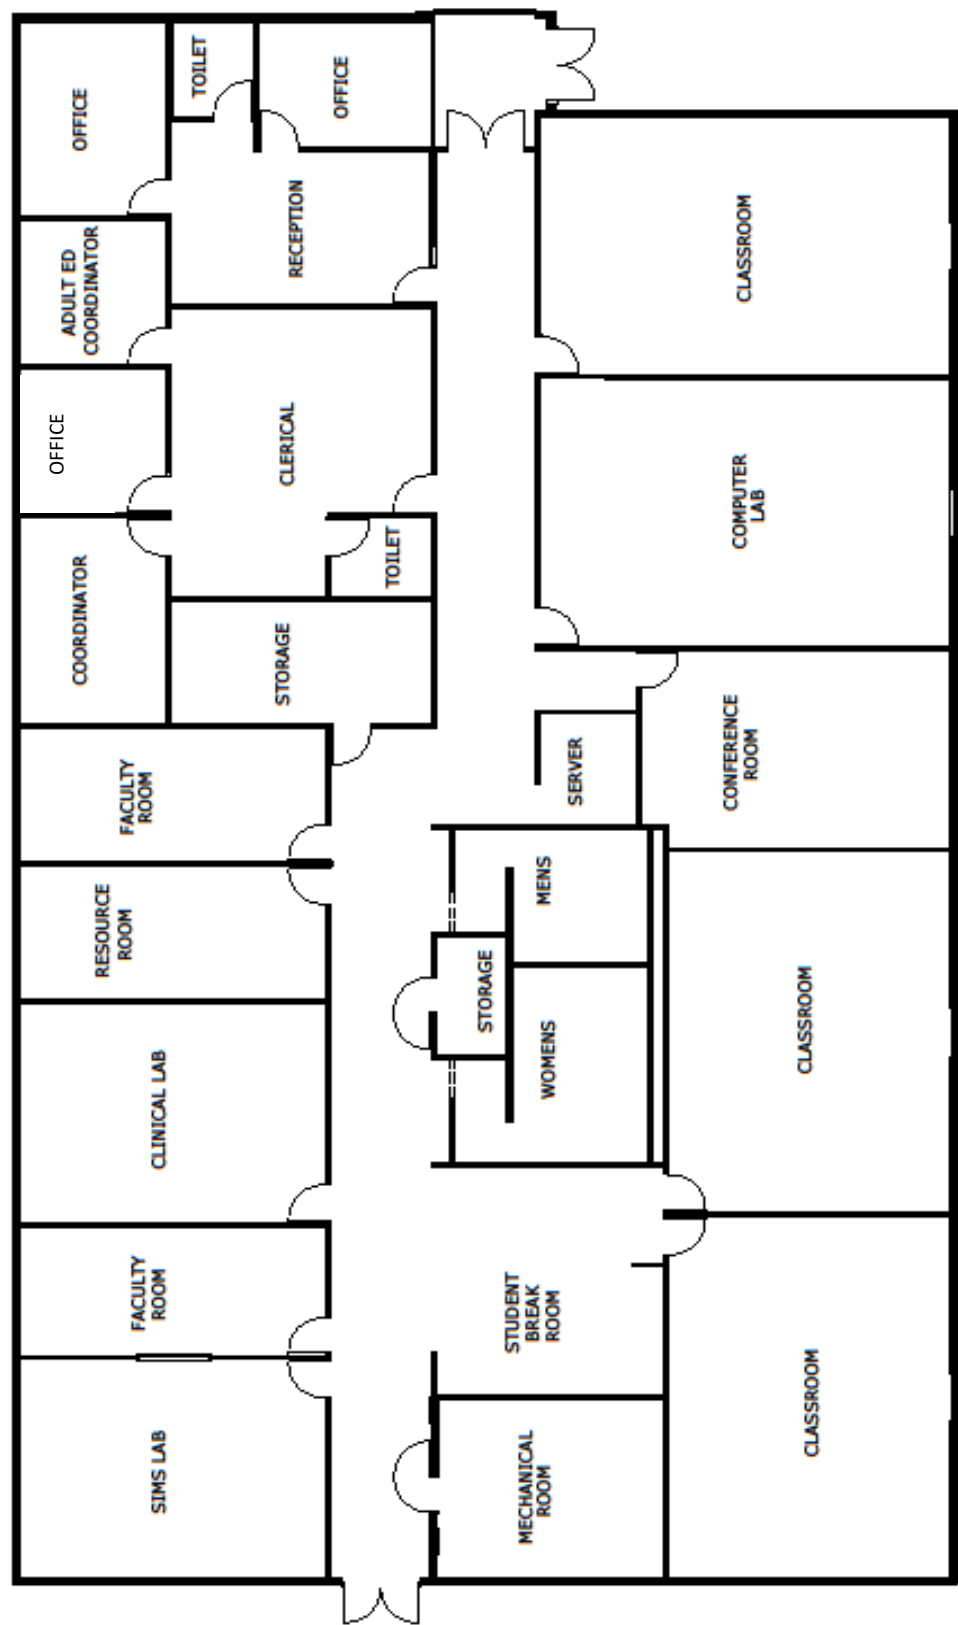 OFFICE
TOILET
OFFICE
RECEPTION
ADULT ED
COORDINATOR
OFFICE
CLERICAL
TOILET
COORDINATOR
STORAGE
CLASSROOM
COMPUTER
LAB
CONFERENCE
ROOM
SERVER
FACULTY
ROOM
RESOURCE
ROOM
MENS
STORAGE
WOMENS
CLASSROOM
CLINICAL LAB
FACULTY
ROOM
STUDENT
BREAK
ROOM
SIMS LAB
MECHANICAL
ROOM
CLASSROOM